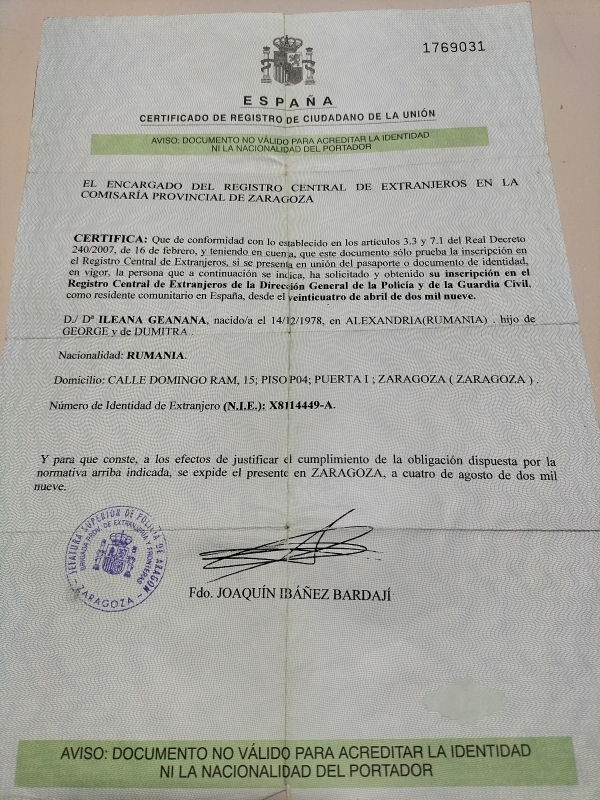 1769031
ESPAÑA
CERTIFICADO DE REGISTRO DE CIUDADANO DE LA UNIÓN
AVISO: DOCUMENTO NO VÁLIDO PARA ACREDITAR LA IDENTIDAD
NI LA NACIONALIDAD DEL PORTADOR
EL ENCARGADO DEL REGISTRO CENTRAL DE EXTRANJEROS EN LA
COMISARÍA PROVINCIAL DE ZARAGOZA
CERTIFICA: Que de conformidad con lo establecido en los artículos 3.3 y 7.1 del Real Decreto
240/2007, de 16 de febrero, y teniendo en cuenta, que este documento sólo prueba la inscripción en
el Registro Central de Extranjeros, si se presenta en unión del pasaporte o documento de identidad,
en vigor, la persona que a continuación se indica, ha solicitado y obtenido su inscripción en el
Registro Central de Extranjeros de la Dirección General de la Policía y de la Guardia Civil,
como residente comunitario en España, desde el veinticuatro de abril de dos mil nueve.
D./ Dª ILEANA GEANANA, nacido/a el 14/12/1978, en ALEXANDRIA(RUMANIA) . hijo de
GEORGE y de DUMITRA .
Nacionalidad: RUMANIA.
Domicilio: CALLE DOMINGO RAM, 15; PISO P04; PUERTA I ; ZARAGOZA ( ZARAGOZA ) .
Número de Identidad de Extranjero (N.I.E.): X8114449-A.
Y para que conste, a los efectos de justificar el cumplimiento de la obligación dispuesta por la
normativa arriba indicada, se expide el presente en ZARAGOZA, a cuatro de agosto de dos mil
nueve.
JEFATURA SUPERIOR DE POLICIA DE ARAGON
BRIGADA PROV. DE EXTRANJERIA Y FRONTERAS
ZARAGOZA
Fdo. JOAQUÍN IBÁÑEZ BARDAJÍ
AVISO: DOCUMENTO NO VÁLIDO PARA ACREDITAR LA IDENTIDAD
NI LA NACIONALIDAD DEL PORTADOR